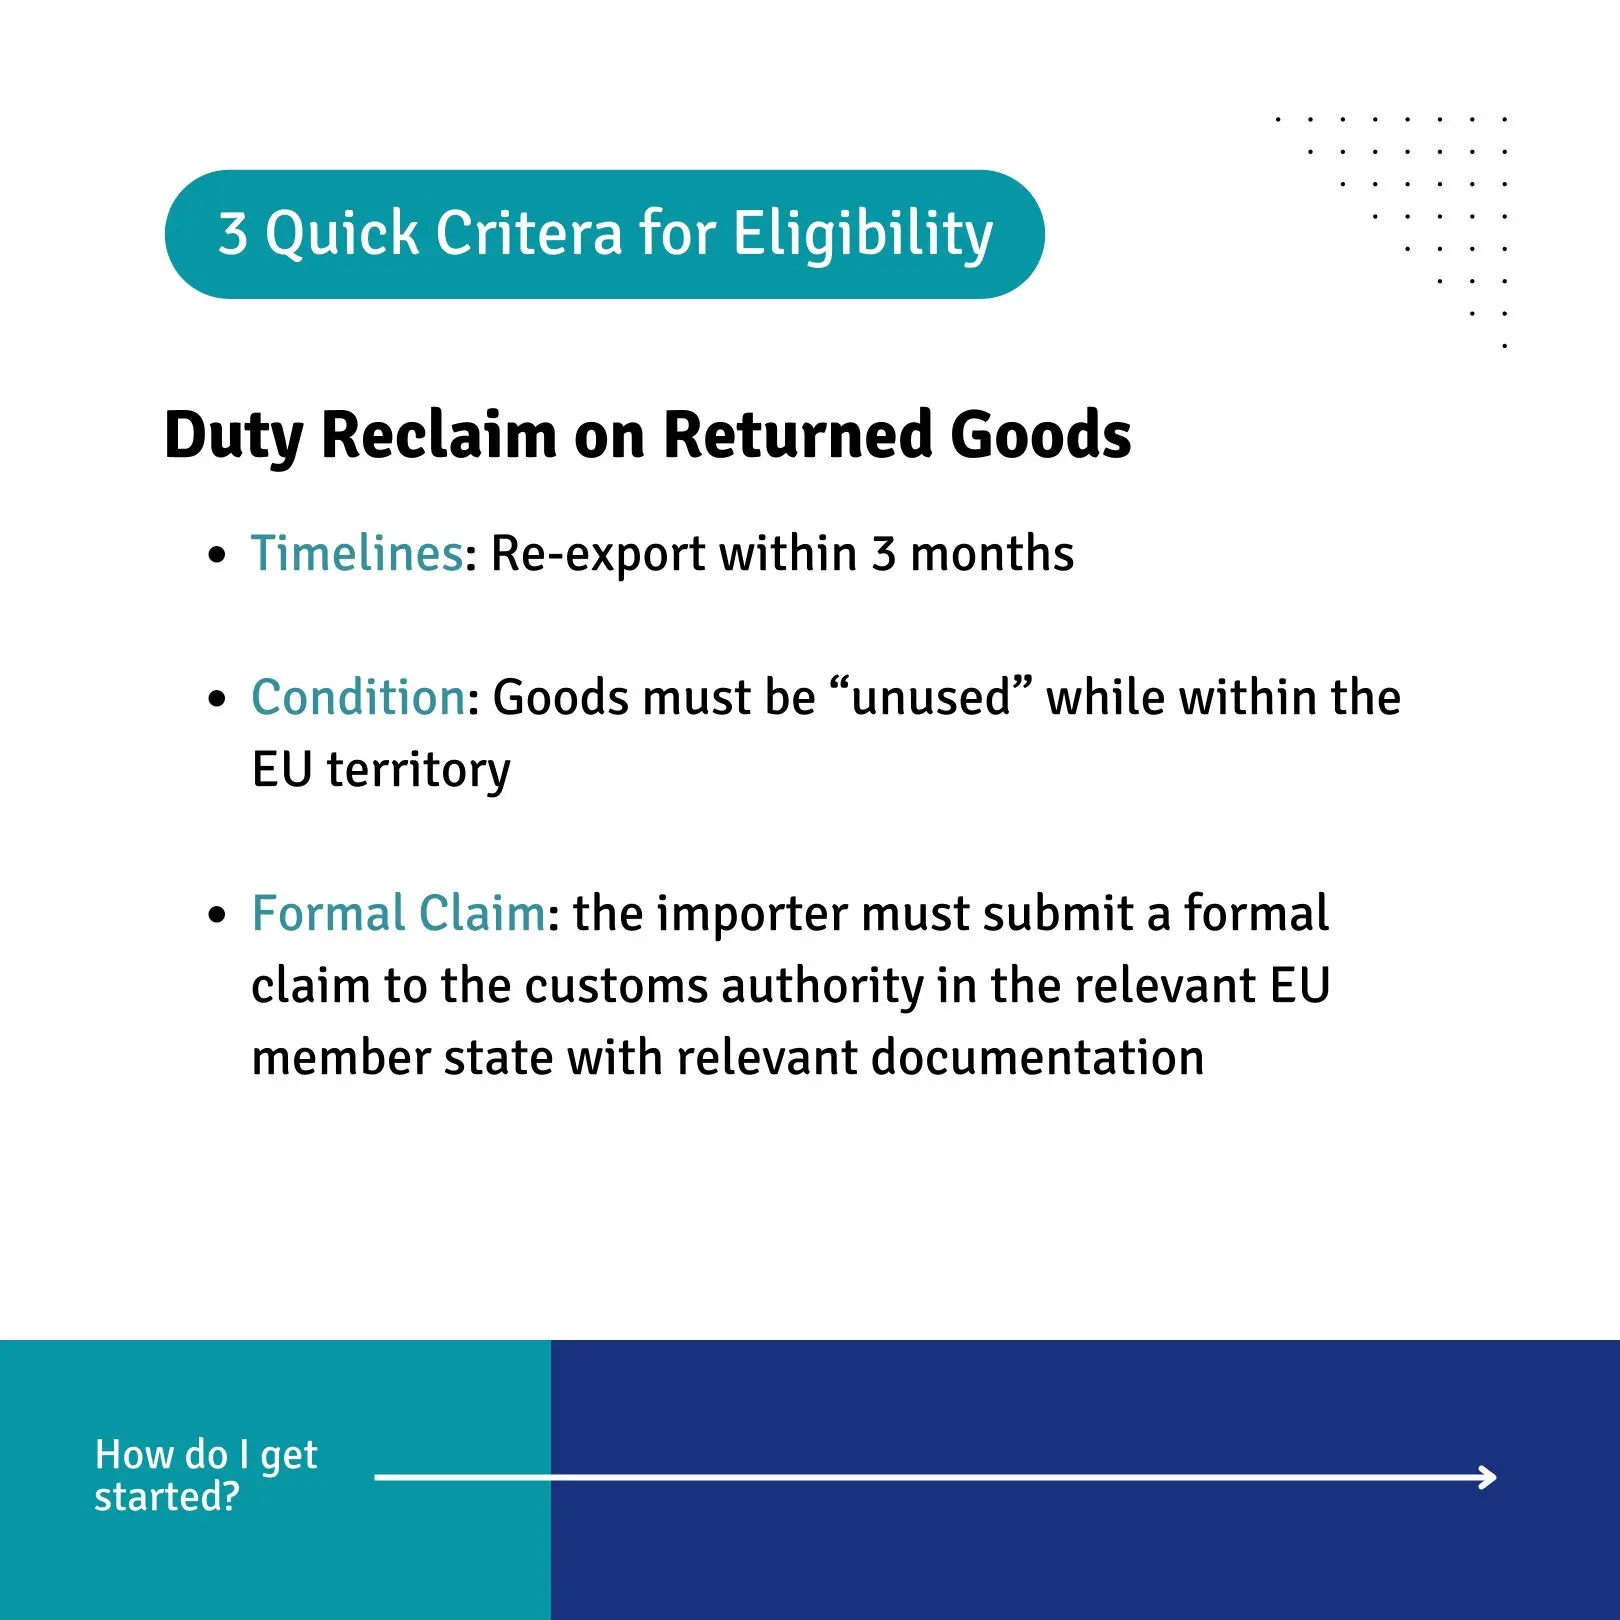 3 Quick Critera for Eligibility
Duty Reclaim on Returned Goods
• Timelines: Re-export within 3 months
• Condition: Goods must be “unused” while within the
EU territory
• Formal Claim: the importer must submit a formal
claim to the customs authority in the relevant EU
member state with relevant documentation
How do I get
started?